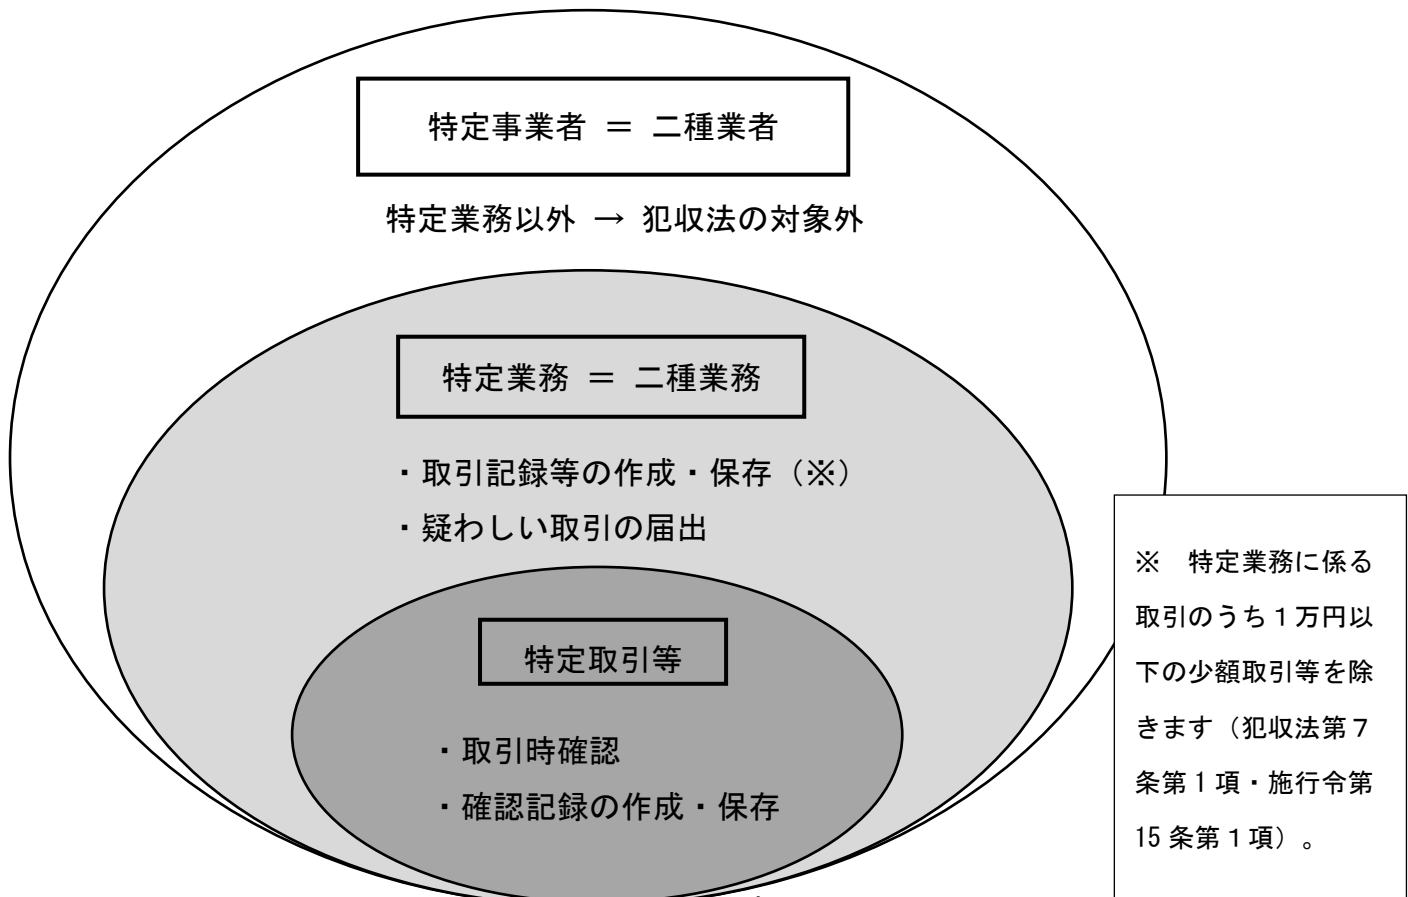 特定事業者 ＝ 二種業者
特定業務以外 → 犯収法の対象外
特定業務 ＝ 二種業務
・取引記録等の作成・保存（※）
・疑わしい取引の届出
特定取引等
・取引時確認
・確認記録の作成・保存
※　特定業務に係る
取引のうち１万円以
下の少額取引等を除
きます（犯収法第７
条第１項・施行令第
15 条第１項）。